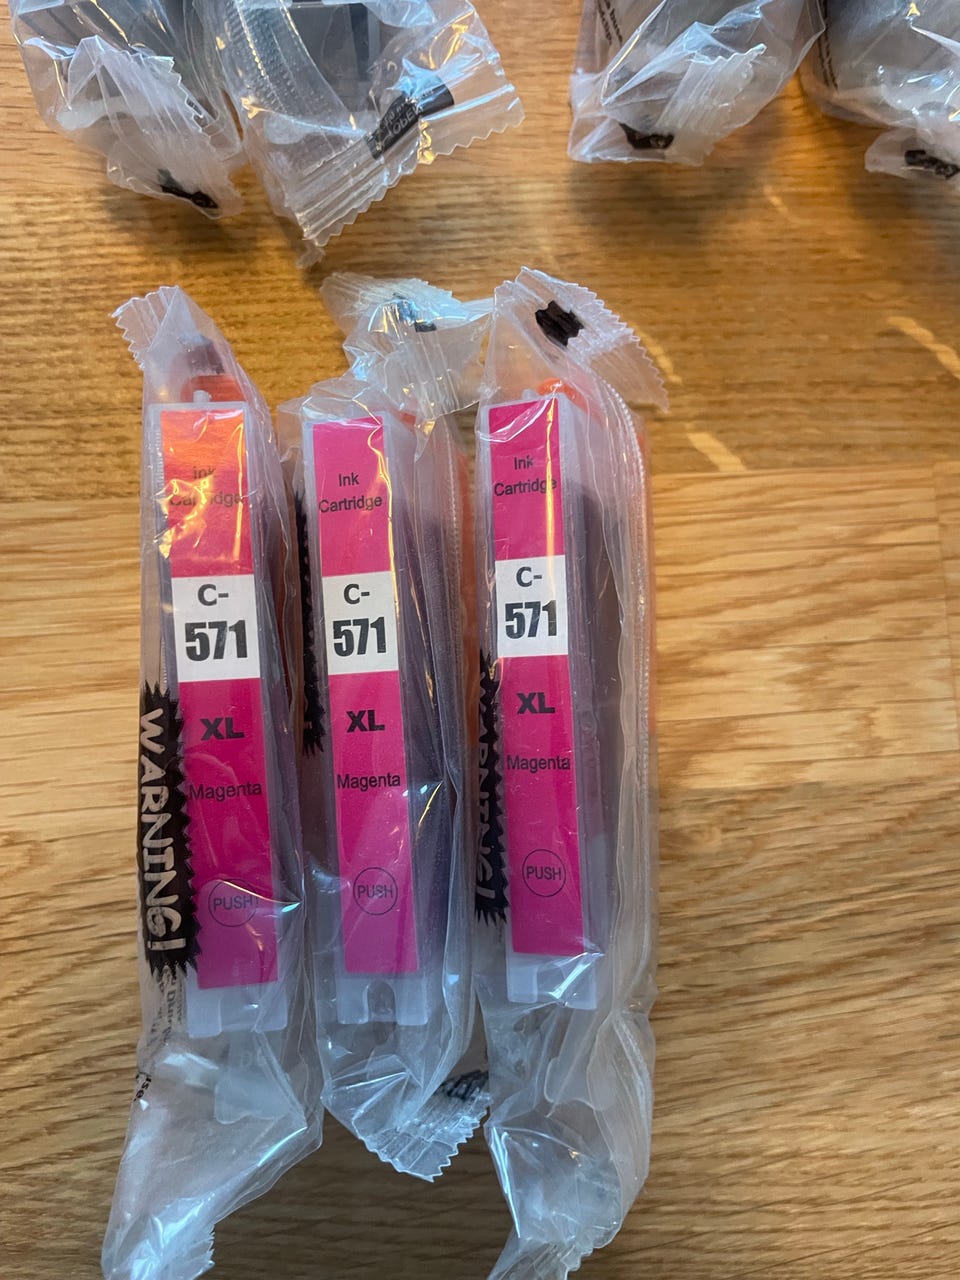 Ink
Cartridge
C-
571
XL
Magenta
PUSH
WARNING!
Ink
Cartridge
C-
571
XL
Magenta
PUSH
Ink
Cartridge
C-
571
XL
Magenta
PUSH
WARNING!